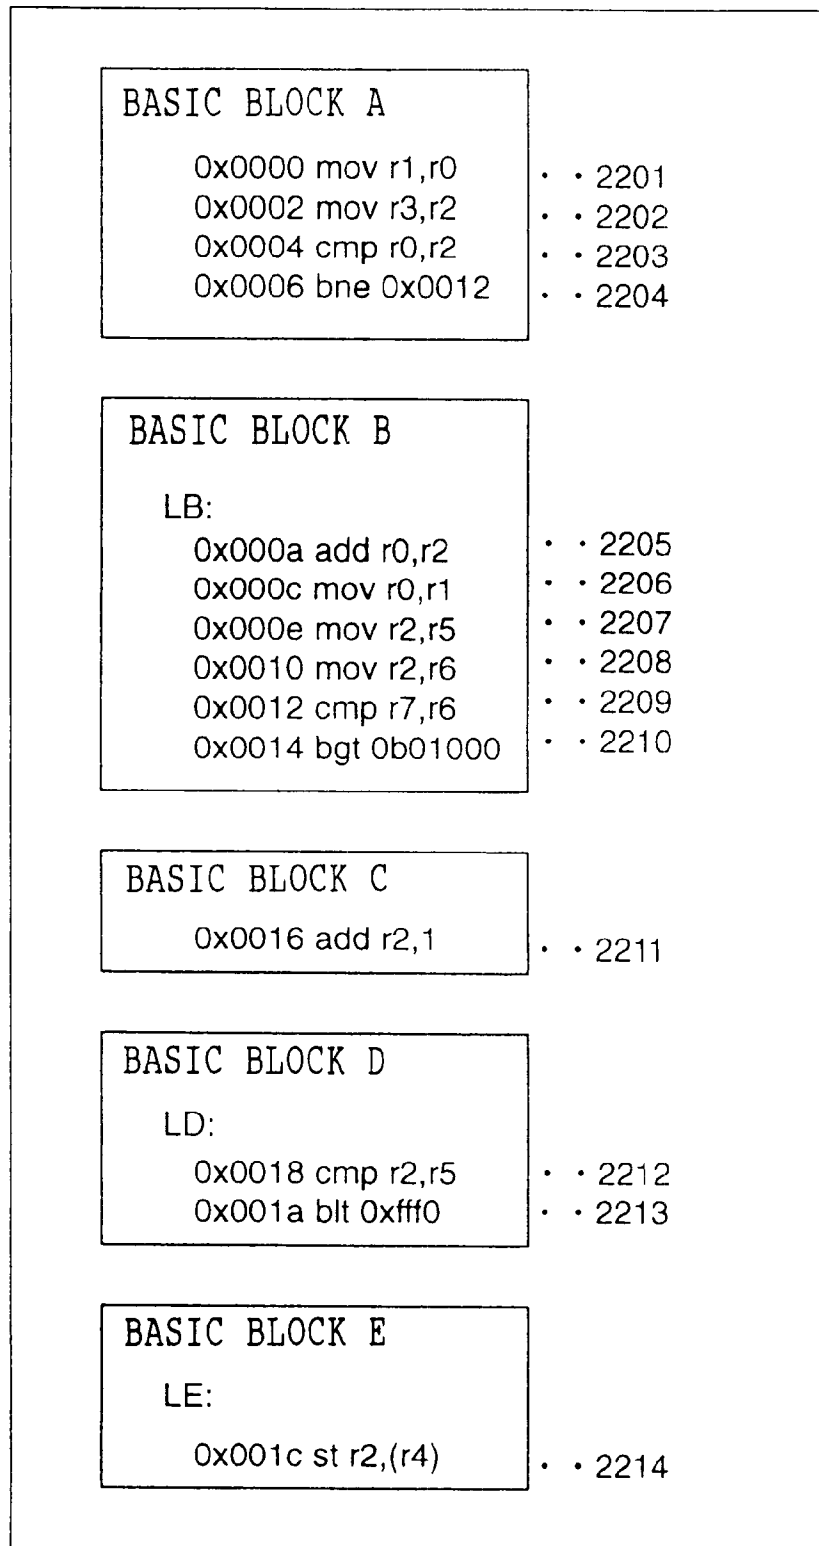 BASIC BLOCK A
0x0000 mov r1,r0 · · 2201
0x0002 mov r3,r2 · · 2202
0x0004 cmp r0,r2 · · 2203
0x0006 bne 0x0012 · · 2204
BASIC BLOCK B
LB:
0x000a add r0,r2 · · 2205
0x000c mov r0,r1 · · 2206
0x000e mov r2,r5 · · 2207
0x0010 mov r2,r6 · · 2208
0x0012 cmp r7,r6 · · 2209
0x0014 bgt 0b01000 · · 2210
BASIC BLOCK C
0x0016 add r2,1 · · 2211
BASIC BLOCK D
LD:
0x0018 cmp r2,r5 · · 2212
0x001a blt 0xfff0 · · 2213
BASIC BLOCK E
LE:
0x001c st r2,(r4) · · 2214